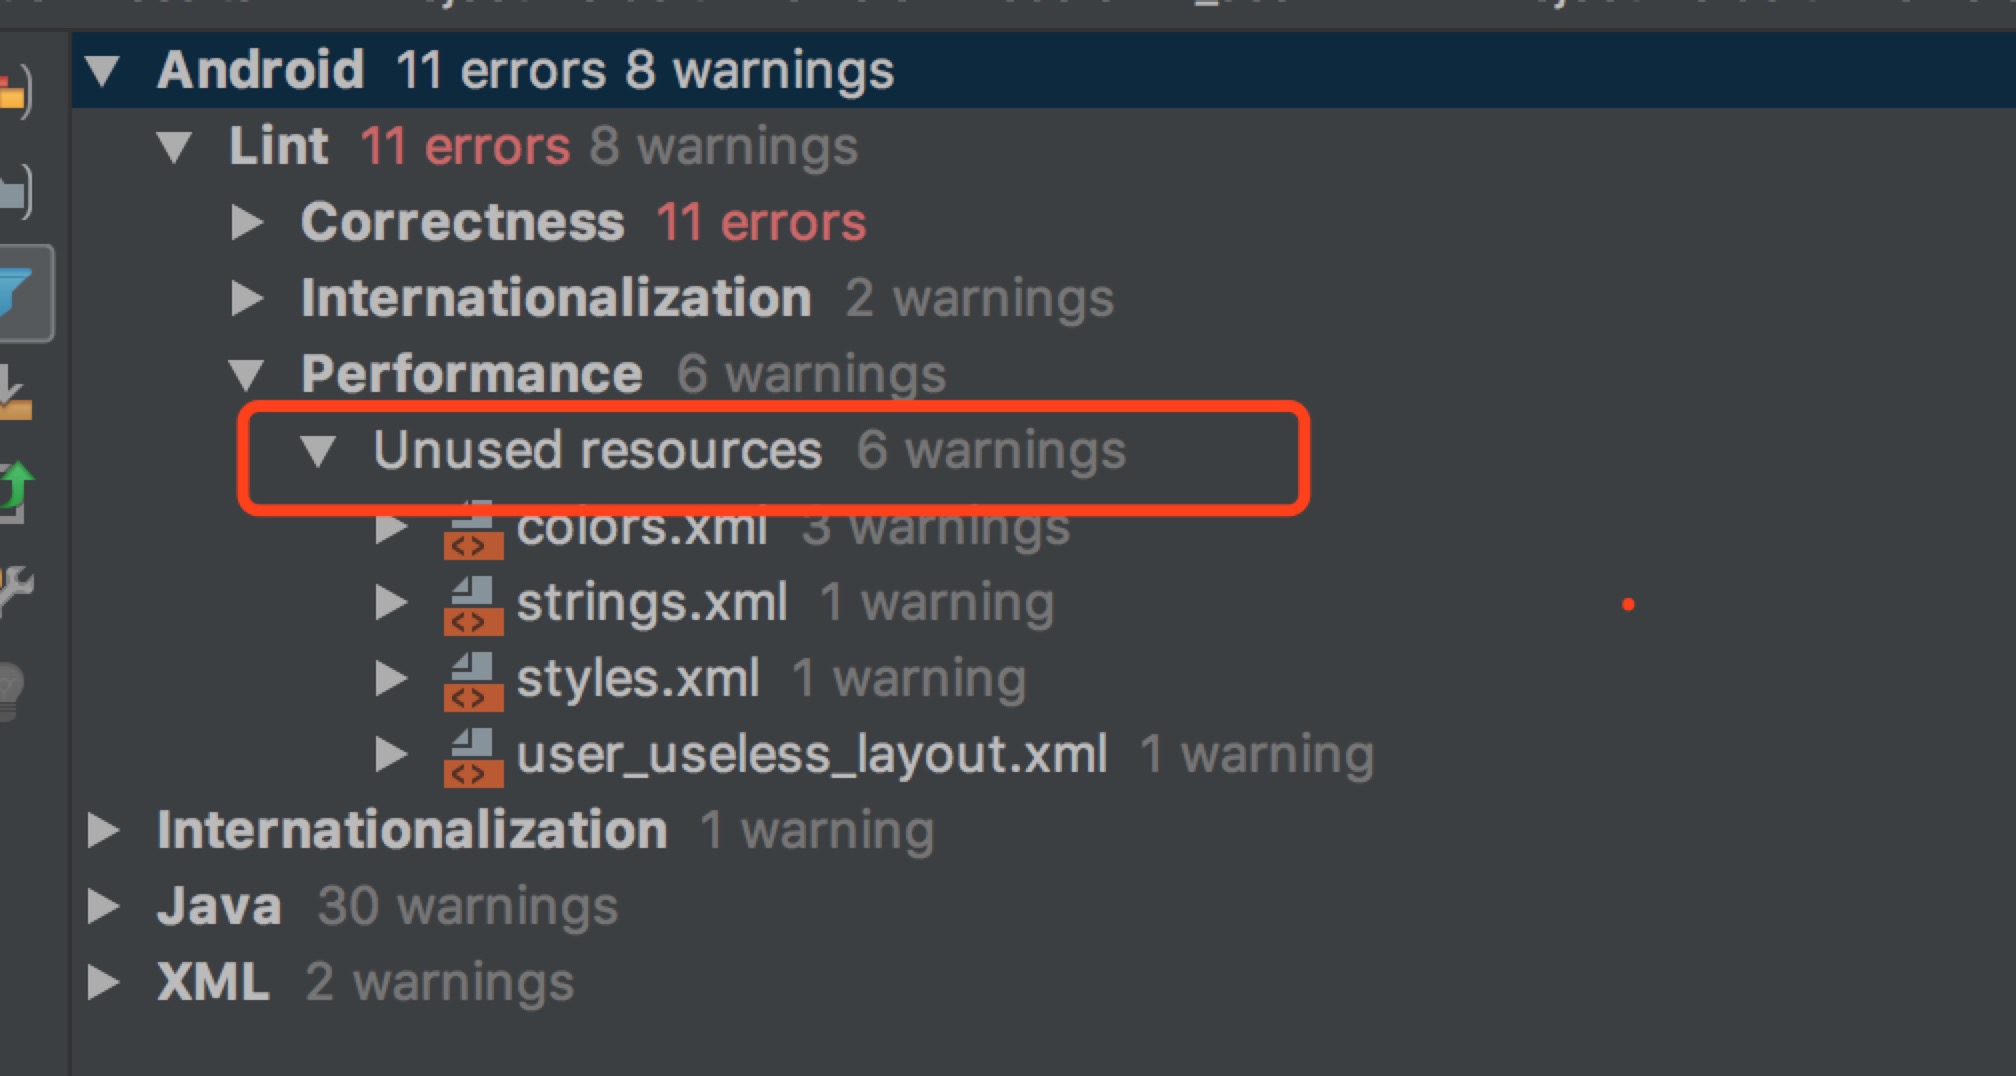 Android 11 errors 8 warnings
Lint 11 errors 8 warnings
Correctness 11 errors
Internationalization 2 warnings
Performance 6 warnings
Unused resources 6 warnings
colors.xml 3 warnings
strings.xml 1 warning
styles.xml 1 warning
user_useless_layout.xml 1 warning
Internationalization 1 warning
Java 30 warnings
XML 2 warnings